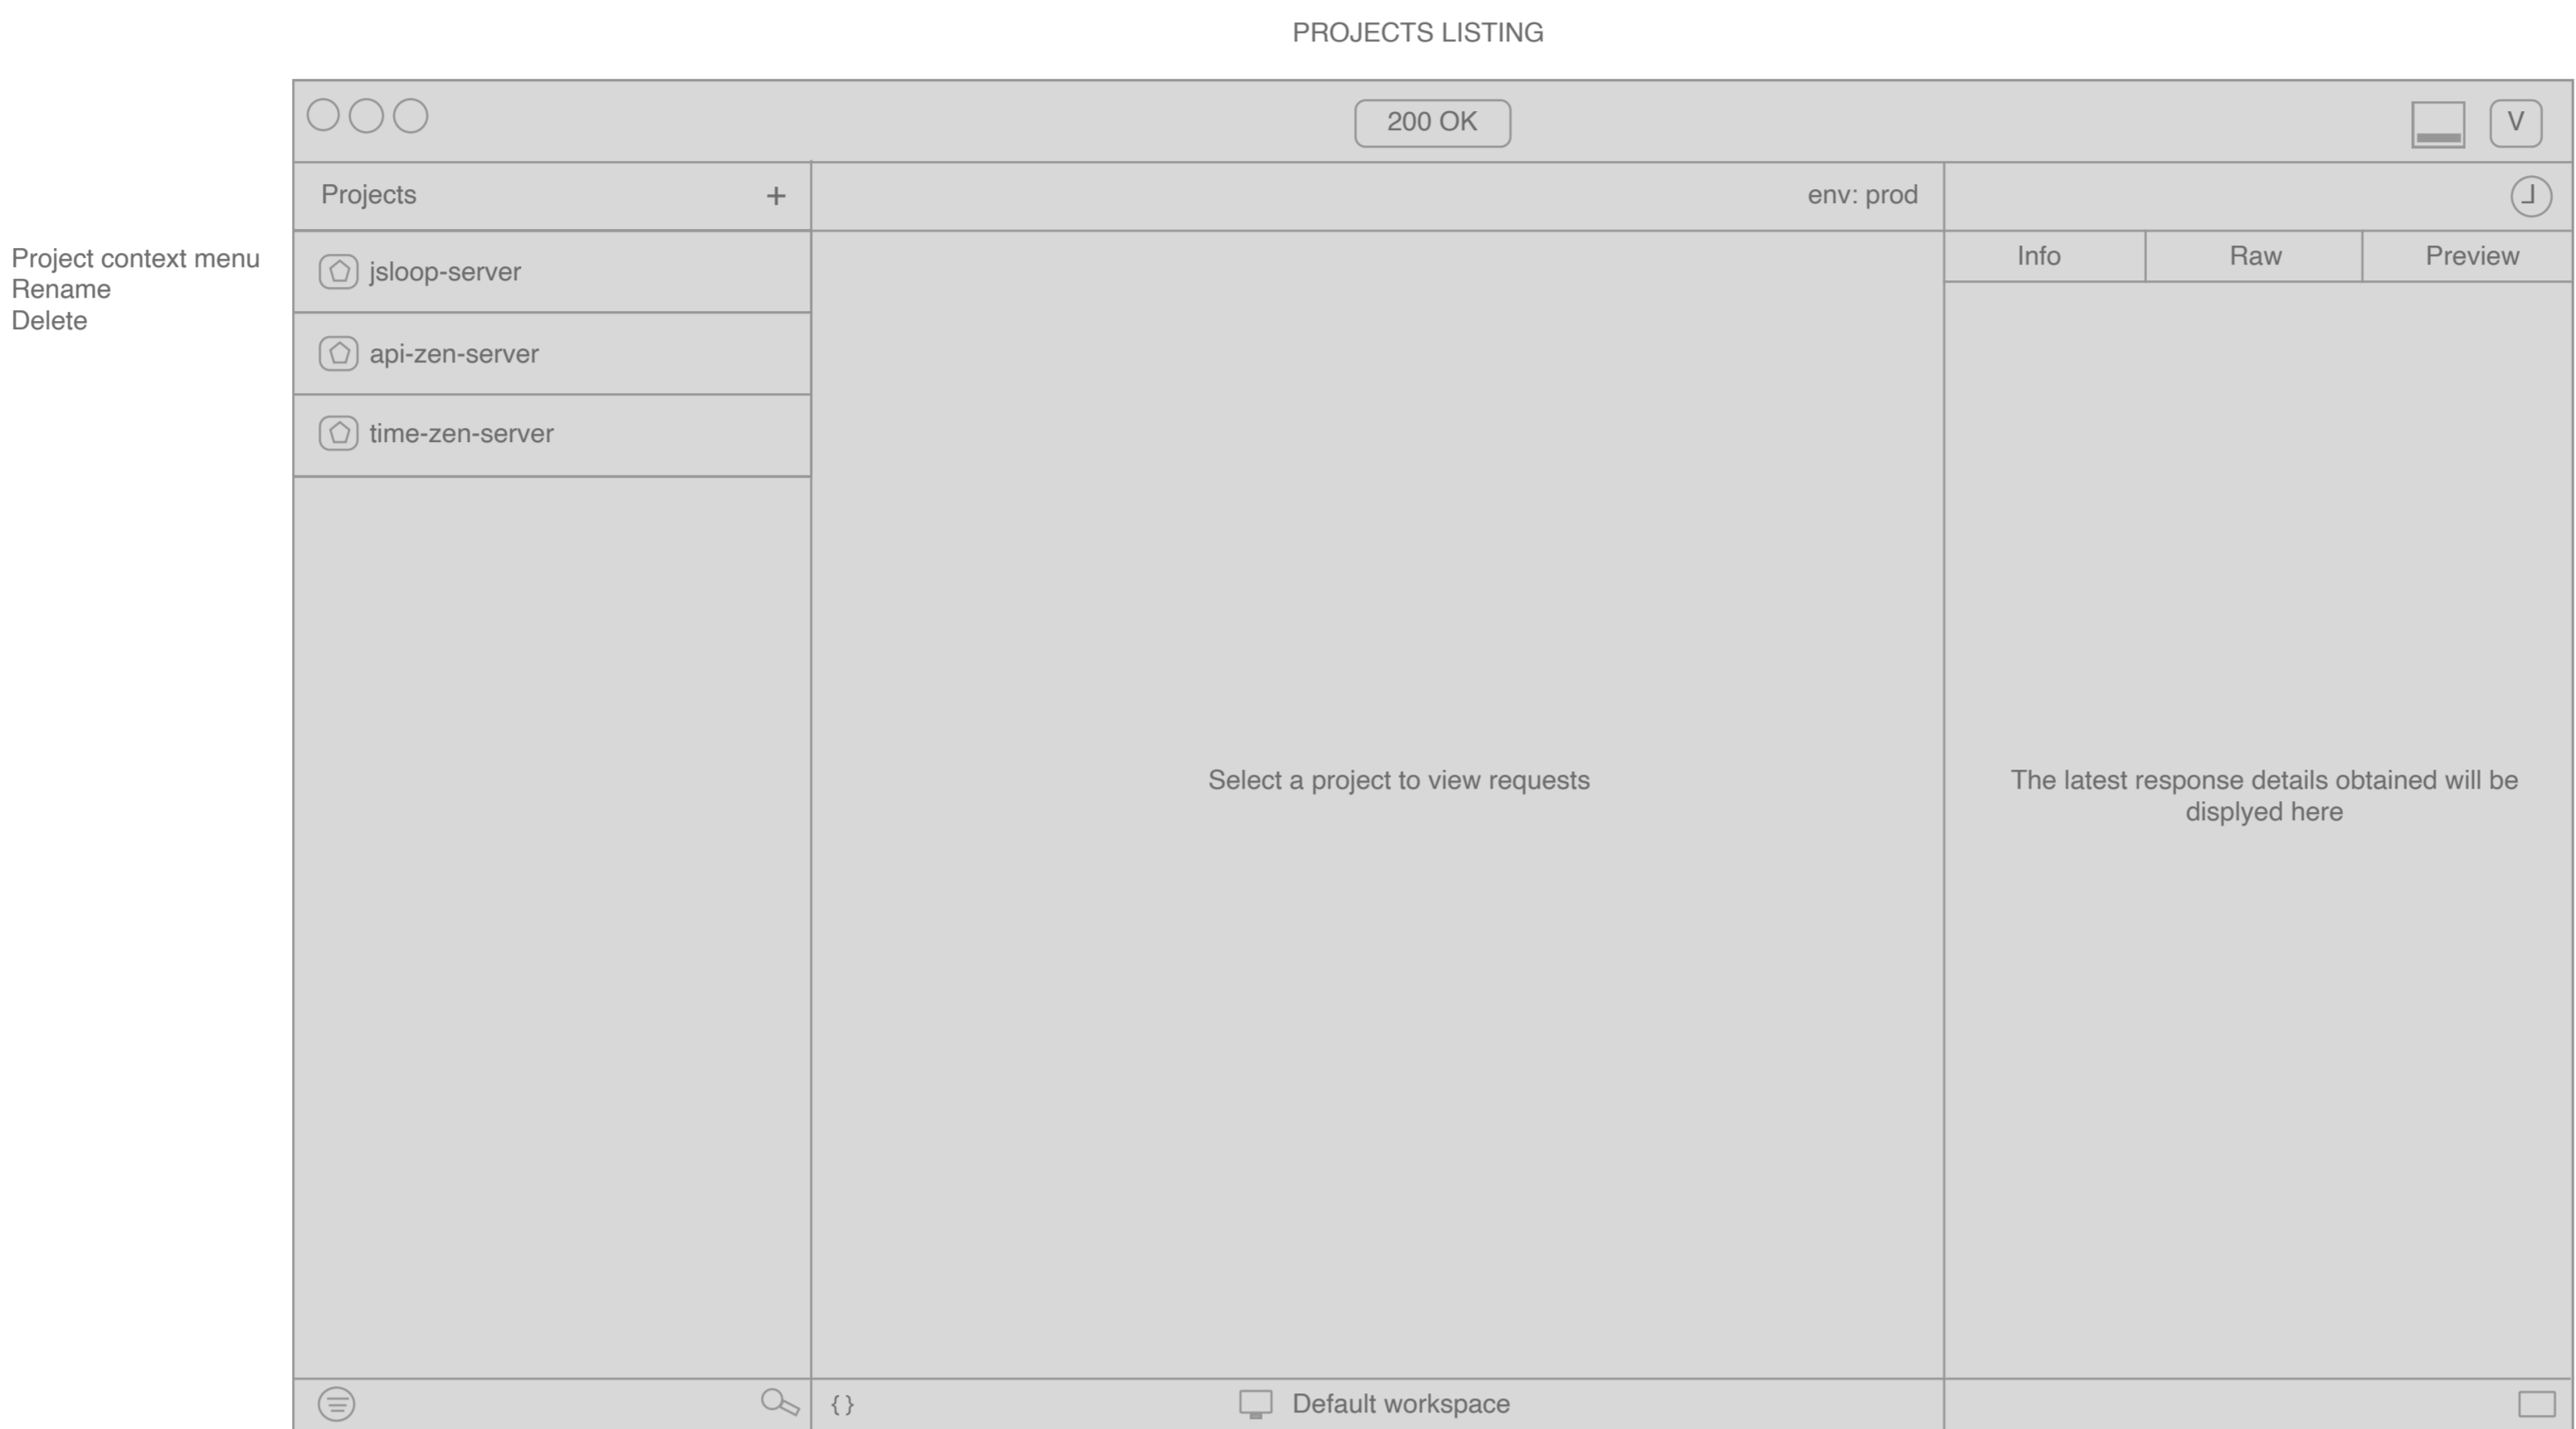 PROJECTS LISTING
200 OK
V
Projects
+
env: prod
Project context menu
Rename
Delete
jsloop-server
api-zen-server
time-zen-server
Info
Raw
Preview
Select a project to view requests
The latest response details obtained will be
displyed here
{ }
Default workspace